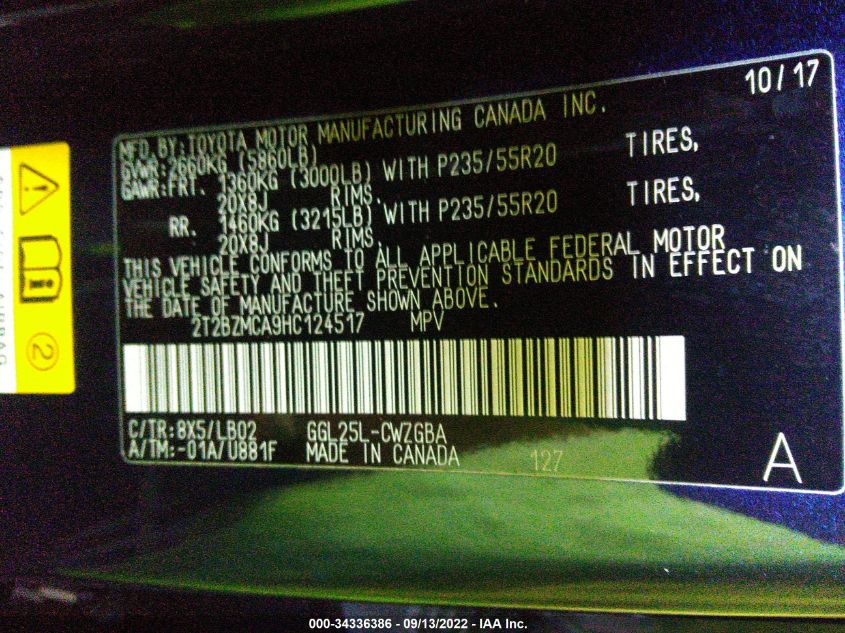 10/17
MFD.BY:TOYOTA MOTOR MANUFACTURING CANADA INC.
GVWR:2660KG (5860LB)
GAWR:FRT. 1360KG (3000LB) WITH P235/55R20 TIRES,
20X8J RIMS.
RR. 1460KG (3215LB) WITH P235/55R20 TIRES,
20X8J RIMS.
THIS VEHICLE CONFORMS TO ALL APPLICABLE FEDERAL MOTOR
VEHICLE SAFETY AND THEFT PREVENTION STANDARDS IN EFFECT ON
THE DATE OF MANUFACTURE SHOWN ABOVE.
2T2BZMCA9HC124517 MPV
C/TR:8X5/LB02 GGL25L-CWZGBA
A/TM:-01A/U881F MADE IN CANADA 127
A
2
000-34336386 - 09/13/2022 - IAA Inc.